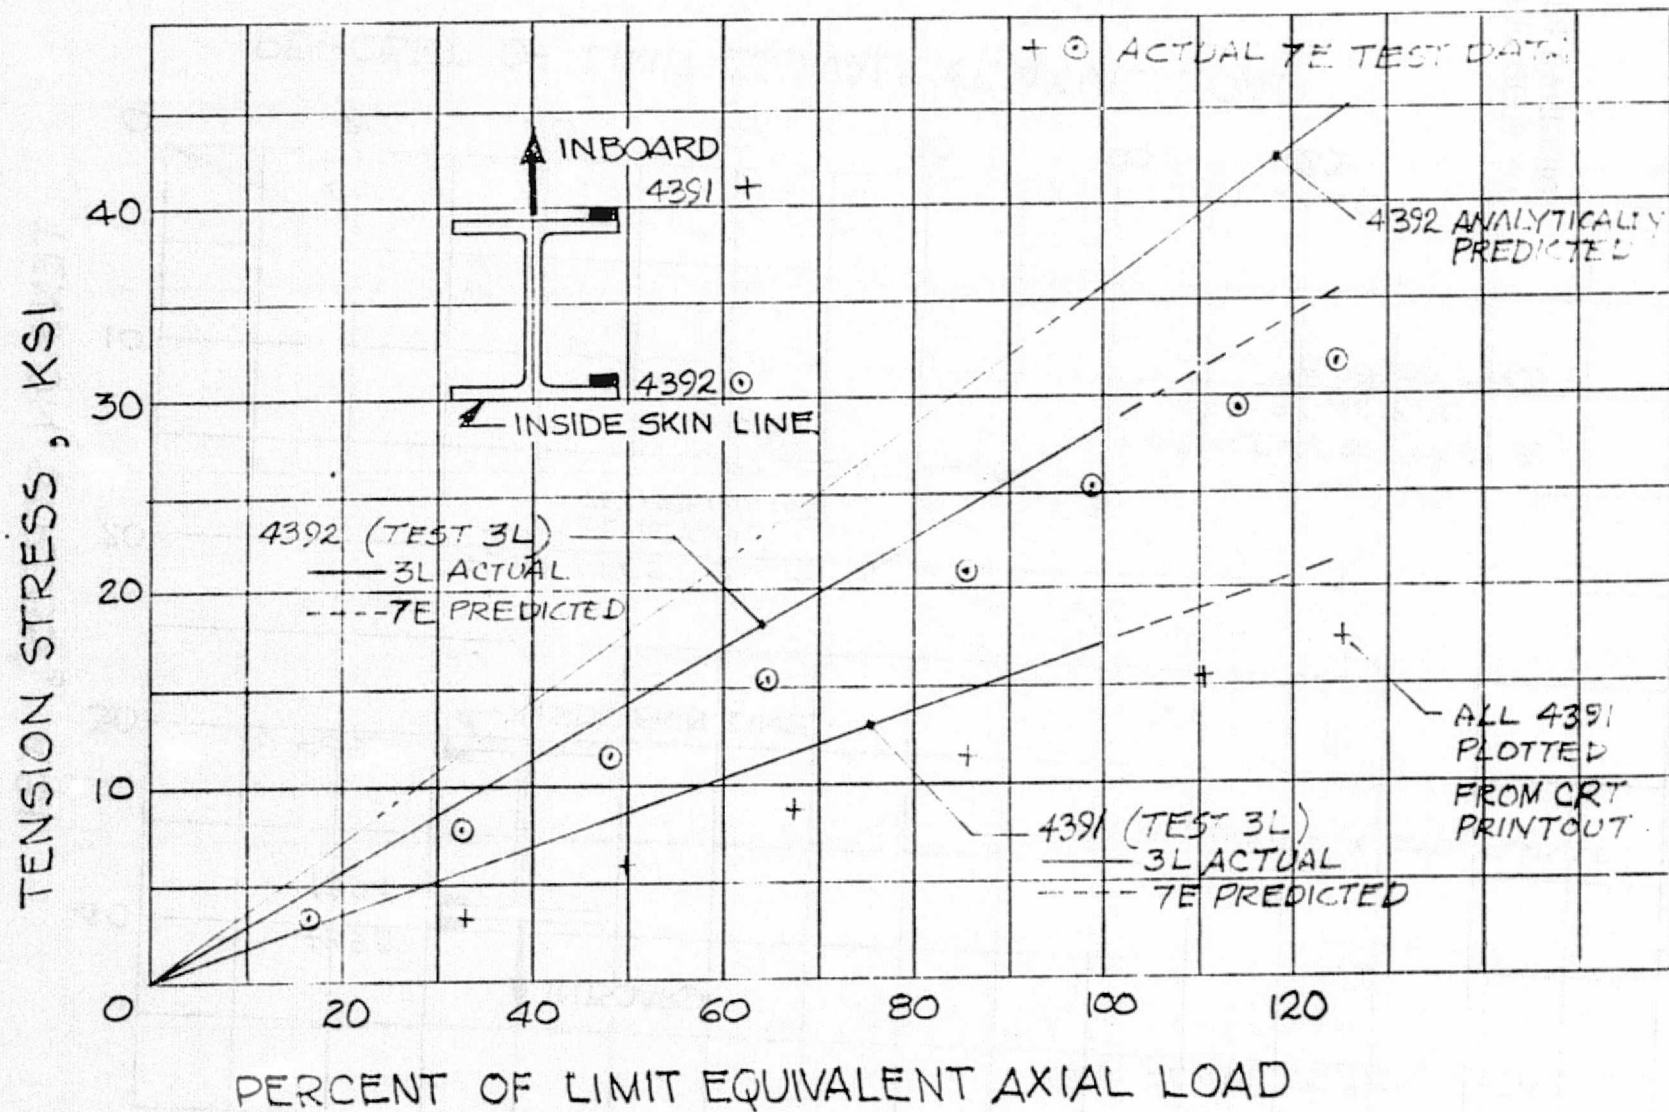 + ⊙ ACTUAL 7E TEST DATA
INBOARD
4391 +
40
4392 ANALYTICALLY
PREDICTED
4392 ⊙
30
INSIDE SKIN LINE
TENSION STRESS, KSI
4392 (TEST 3L)
3L ACTUAL
7E PREDICTED
20
ALL 4391
PLOTTED
FROM CRT
PRINTOUT
10
4391 (TEST 3L)
3L ACTUAL
7E PREDICTED
0
20
40
60
80
100
120
PERCENT OF LIMIT EQUIVALENT AXIAL LOAD